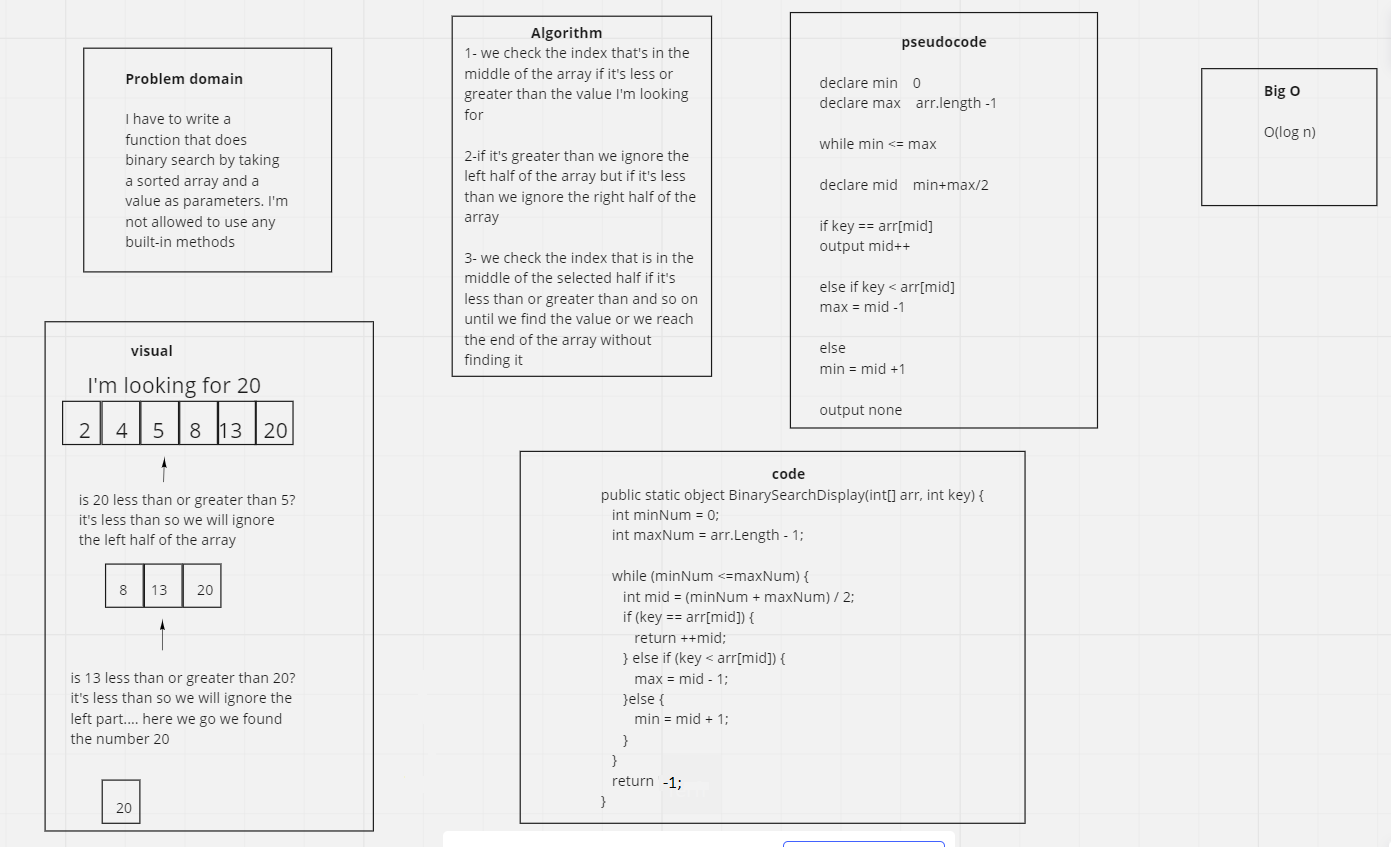 Problem domain
I have to write a
function that does
binary search by taking
a sorted array and a
value as parameters. I'm
not allowed to use any
built-in methods
visual
I'm looking for 20
2 4 5 8 13 20
is 20 less than or greater than 5?
it's less than so we will ignore
the left half of the array
8 13 20
is 13 less than or greater than 20?
it's less than so we will ignore the
left part.... here we go we found
the number 20
20
Algorithm
1- we check the index that's in the
middle of the array if it's less or
greater than the value I'm looking
for
2-if it's greater than we ignore the
left half of the array but if it's less
than we ignore the right half of the
array
3- we check the index that is in the
middle of the selected half if it's
less than or greater than and so on
until we find the value or we reach
the end of the array without
finding it
pseudocode
declare min 0
declare max arr.length -1
while min <= max
declare mid min+max/2
if key == arr[mid]
output mid++
else if key < arr[mid]
max = mid -1
else
min = mid +1
output none
Big O
O(log n)
code
public static object BinarySearchDisplay(int[] arr, int key) {
int minNum = 0;
int maxNum = arr.Length - 1;
while (minNum <=maxNum) {
int mid = (minNum + maxNum) / 2;
if (key == arr[mid]) {
return ++mid;
} else if (key < arr[mid]) {
max = mid - 1;
}else {
min = mid + 1;
}
}
return -1;
}